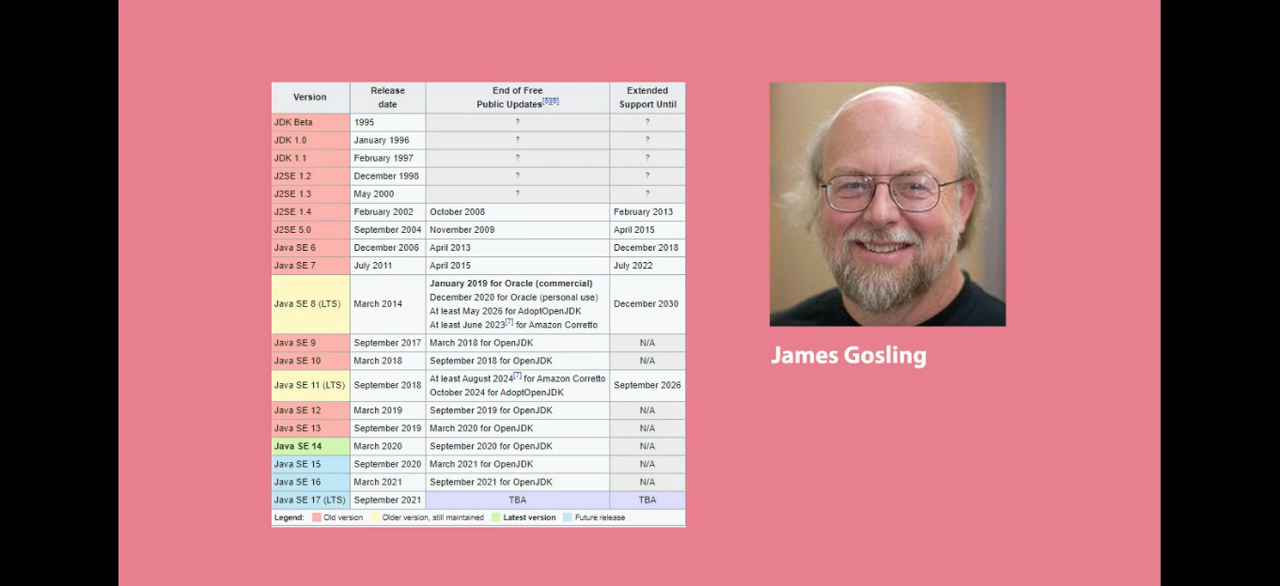 Version Release date End of Free Public Updates[5][6] Extended Support Until
JDK Beta 1995 ? ?
JDK 1.0 January 1996 ? ?
JDK 1.1 February 1997 ? ?
J2SE 1.2 December 1998 ? ?
J2SE 1.3 May 2000 ? ?
J2SE 1.4 February 2002 October 2008 February 2013
J2SE 5.0 September 2004 November 2009 April 2015
Java SE 6 December 2006 April 2013 December 2018
Java SE 7 July 2011 April 2015 July 2022
Java SE 8 (LTS) March 2014 January 2019 for Oracle (commercial)
December 2020 for Oracle (personal use)
At least May 2026 for AdoptOpenJDK
At least June 2023[7] for Amazon Corretto December 2030
Java SE 9 September 2017 March 2018 for OpenJDK N/A
Java SE 10 March 2018 September 2018 for OpenJDK N/A
Java SE 11 (LTS) September 2018 At least August 2024[7] for Amazon Corretto
October 2024 for AdoptOpenJDK September 2026
Java SE 12 March 2019 September 2019 for OpenJDK N/A
Java SE 13 September 2019 March 2020 for OpenJDK N/A
Java SE 14 March 2020 September 2020 for OpenJDK N/A
Java SE 15 September 2020 March 2021 for OpenJDK N/A
Java SE 16 March 2021 September 2021 for OpenJDK N/A
Java SE 17 (LTS) September 2021 TBA TBA
Legend: Old version Older version, still maintained Latest version Future release
James Gosling